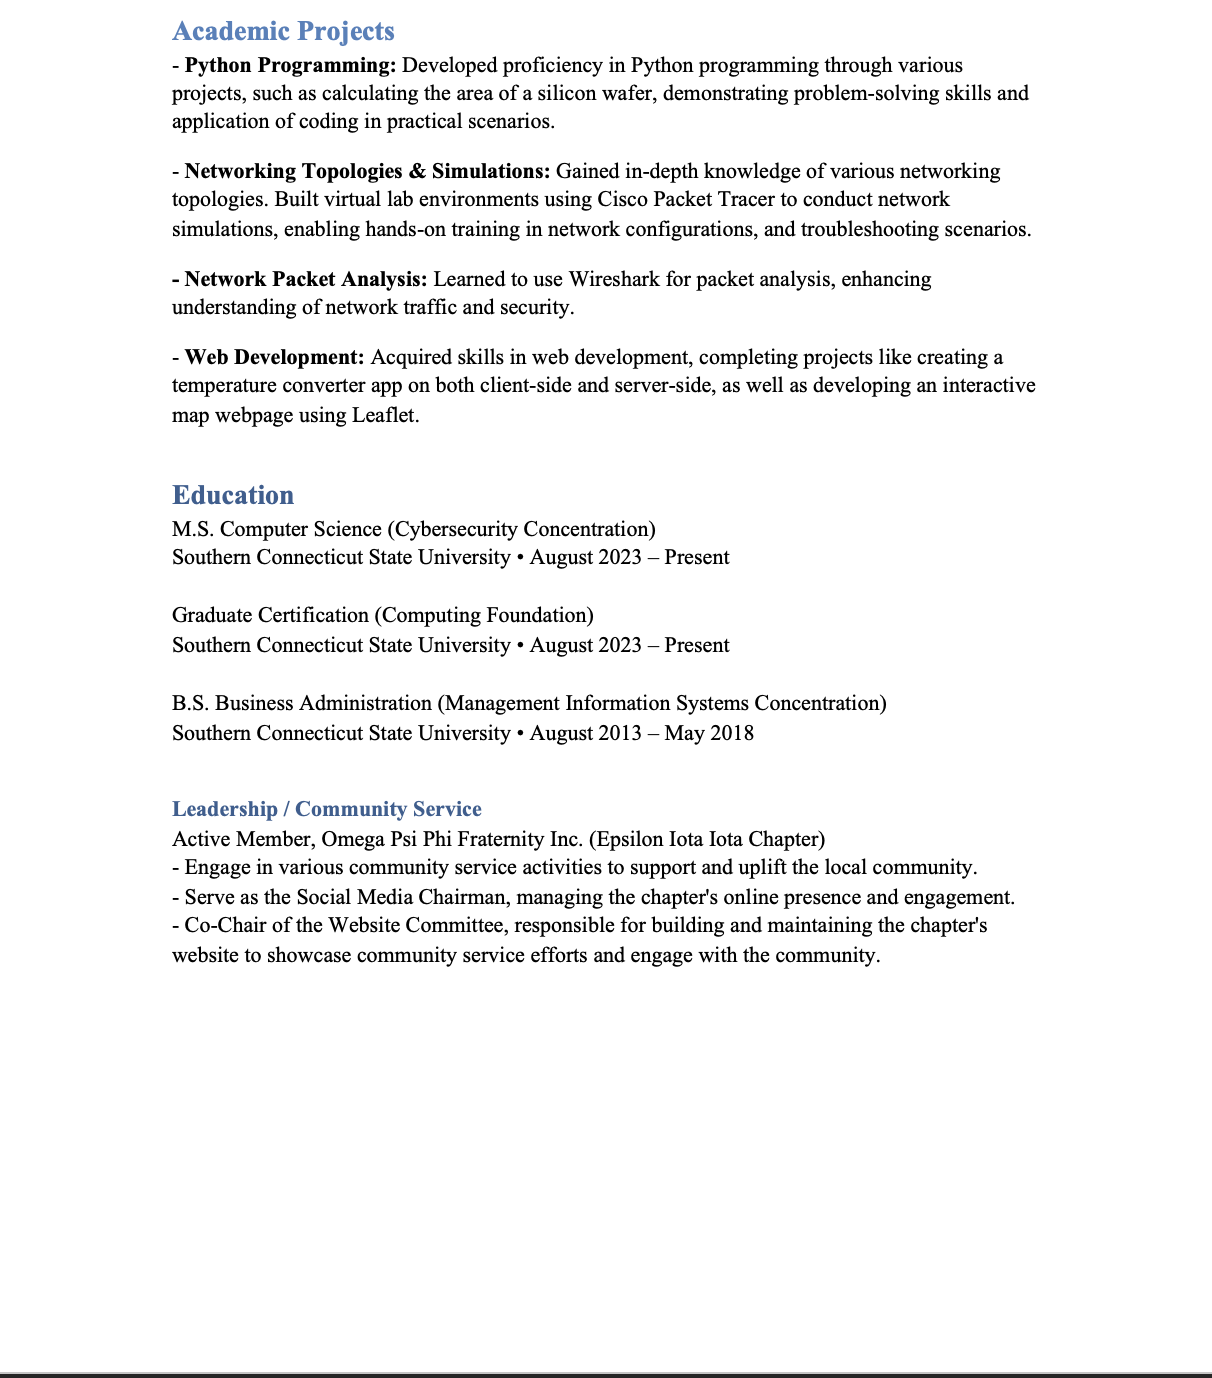 Academic Projects
- Python Programming: Developed proficiency in Python programming through various
projects, such as calculating the area of a silicon wafer, demonstrating problem-solving skills and
application of coding in practical scenarios.
- Networking Topologies & Simulations: Gained in-depth knowledge of various networking
topologies. Built virtual lab environments using Cisco Packet Tracer to conduct network
simulations, enabling hands-on training in network configurations, and troubleshooting scenarios.
- Network Packet Analysis: Learned to use Wireshark for packet analysis, enhancing
understanding of network traffic and security.
- Web Development: Acquired skills in web development, completing projects like creating a
temperature converter app on both client-side and server-side, as well as developing an interactive
map webpage using Leaflet.
Education
M.S. Computer Science (Cybersecurity Concentration)
Southern Connecticut State University • August 2023 – Present
Graduate Certification (Computing Foundation)
Southern Connecticut State University • August 2023 – Present
B.S. Business Administration (Management Information Systems Concentration)
Southern Connecticut State University • August 2013 – May 2018
Leadership / Community Service
Active Member, Omega Psi Phi Fraternity Inc. (Epsilon Iota Iota Chapter)
- Engage in various community service activities to support and uplift the local community.
- Serve as the Social Media Chairman, managing the chapter's online presence and engagement.
- Co-Chair of the Website Committee, responsible for building and maintaining the chapter's
website to showcase community service efforts and engage with the community.